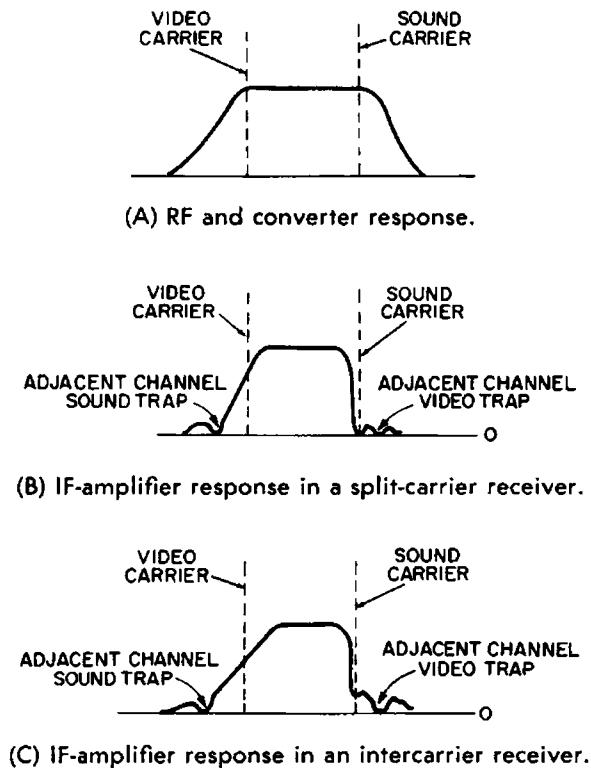 VIDEO
CARRIER
SOUND
CARRIER
(A) RF and converter response.
VIDEO
CARRIER
SOUND
CARRIER
ADJACENT CHANNEL
SOUND TRAP
ADJACENT CHANNEL
VIDEO TRAP
O
(B) IF-amplifier response in a split-carrier receiver.
VIDEO
CARRIER
SOUND
CARRIER
ADJACENT CHANNEL
SOUND TRAP
ADJACENT CHANNEL
VIDEO TRAP
O
(C) IF-amplifier response in an intercarrier receiver.